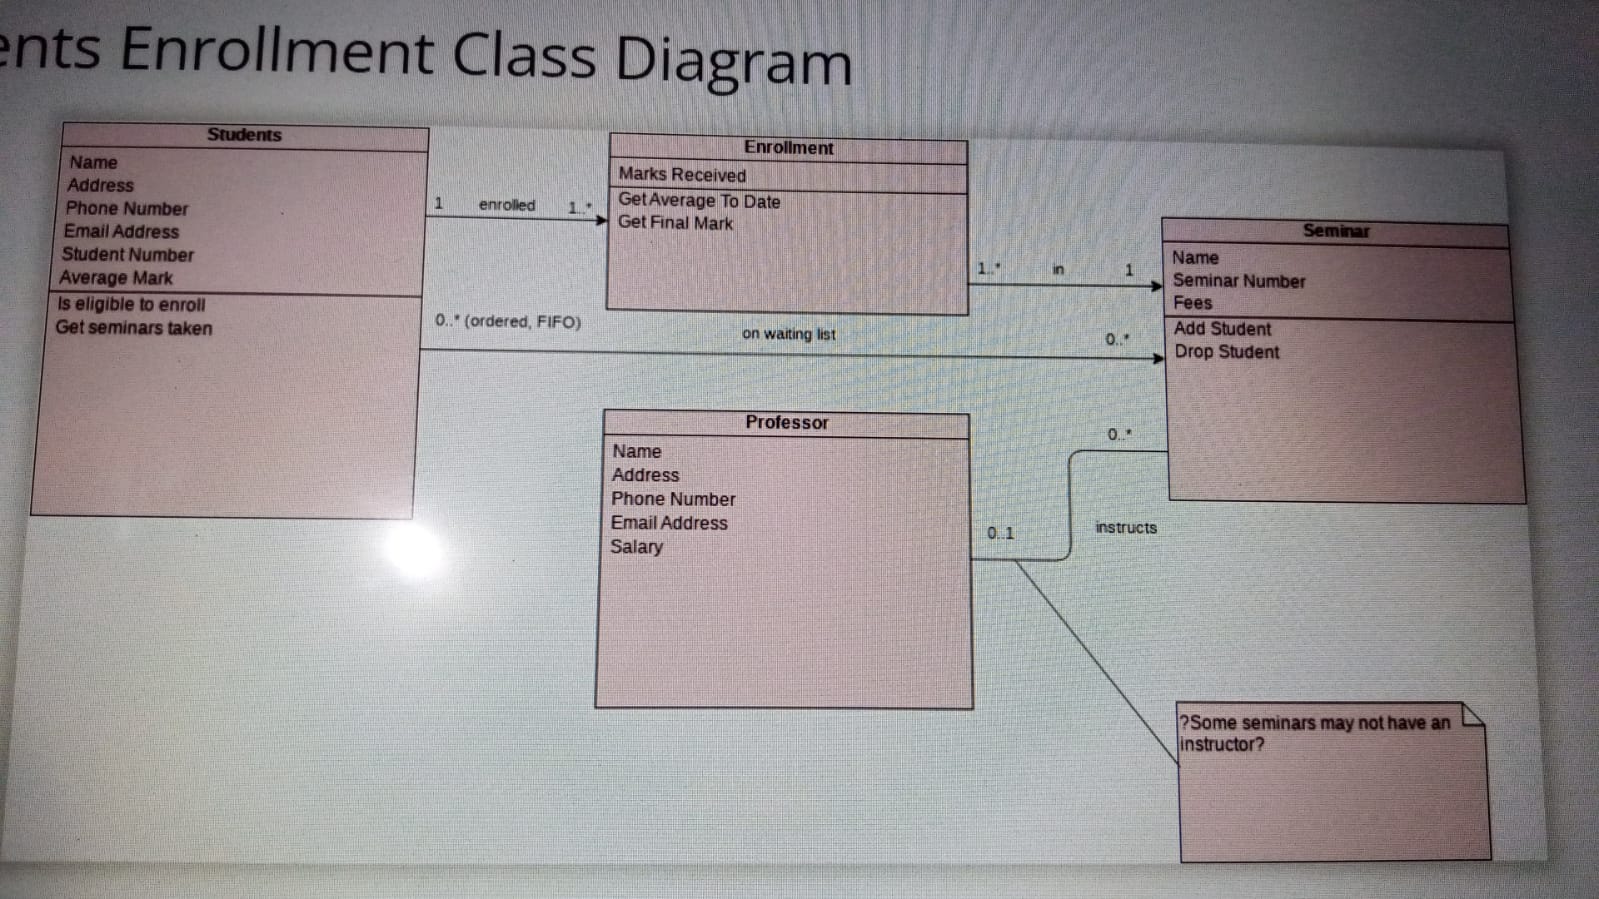 ents Enrollment Class Diagram
Students
Name
Address
Phone Number
Email Address
Student Number
Average Mark
Is eligible to enroll
Get seminars taken
1 enrolled 1..*
Enrollment
Marks Received
Get Average To Date
Get Final Mark
1..* in 1
Seminar
Name
Seminar Number
Fees
Add Student
Drop Student
0..* (ordered, FIFO)
on waiting list
0..*
Professor
Name
Address
Phone Number
Email Address
Salary
0..*
0..1
instructs
?Some seminars may not have an
instructor?